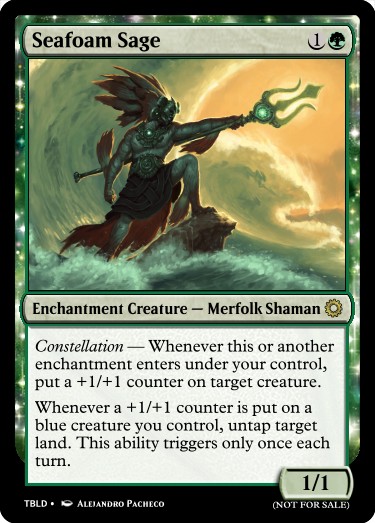 Seafoam Sage 1
Enchantment Creature — Merfolk Shaman
Constellation — Whenever this or another
enchantment enters under your control,
put a +1/+1 counter on target creature.
Whenever a +1/+1 counter is put on a
blue creature you control, untap target
land. This ability triggers only once each
turn.
1/1
TBLD • Alejandro Pacheco (NOT FOR SALE)